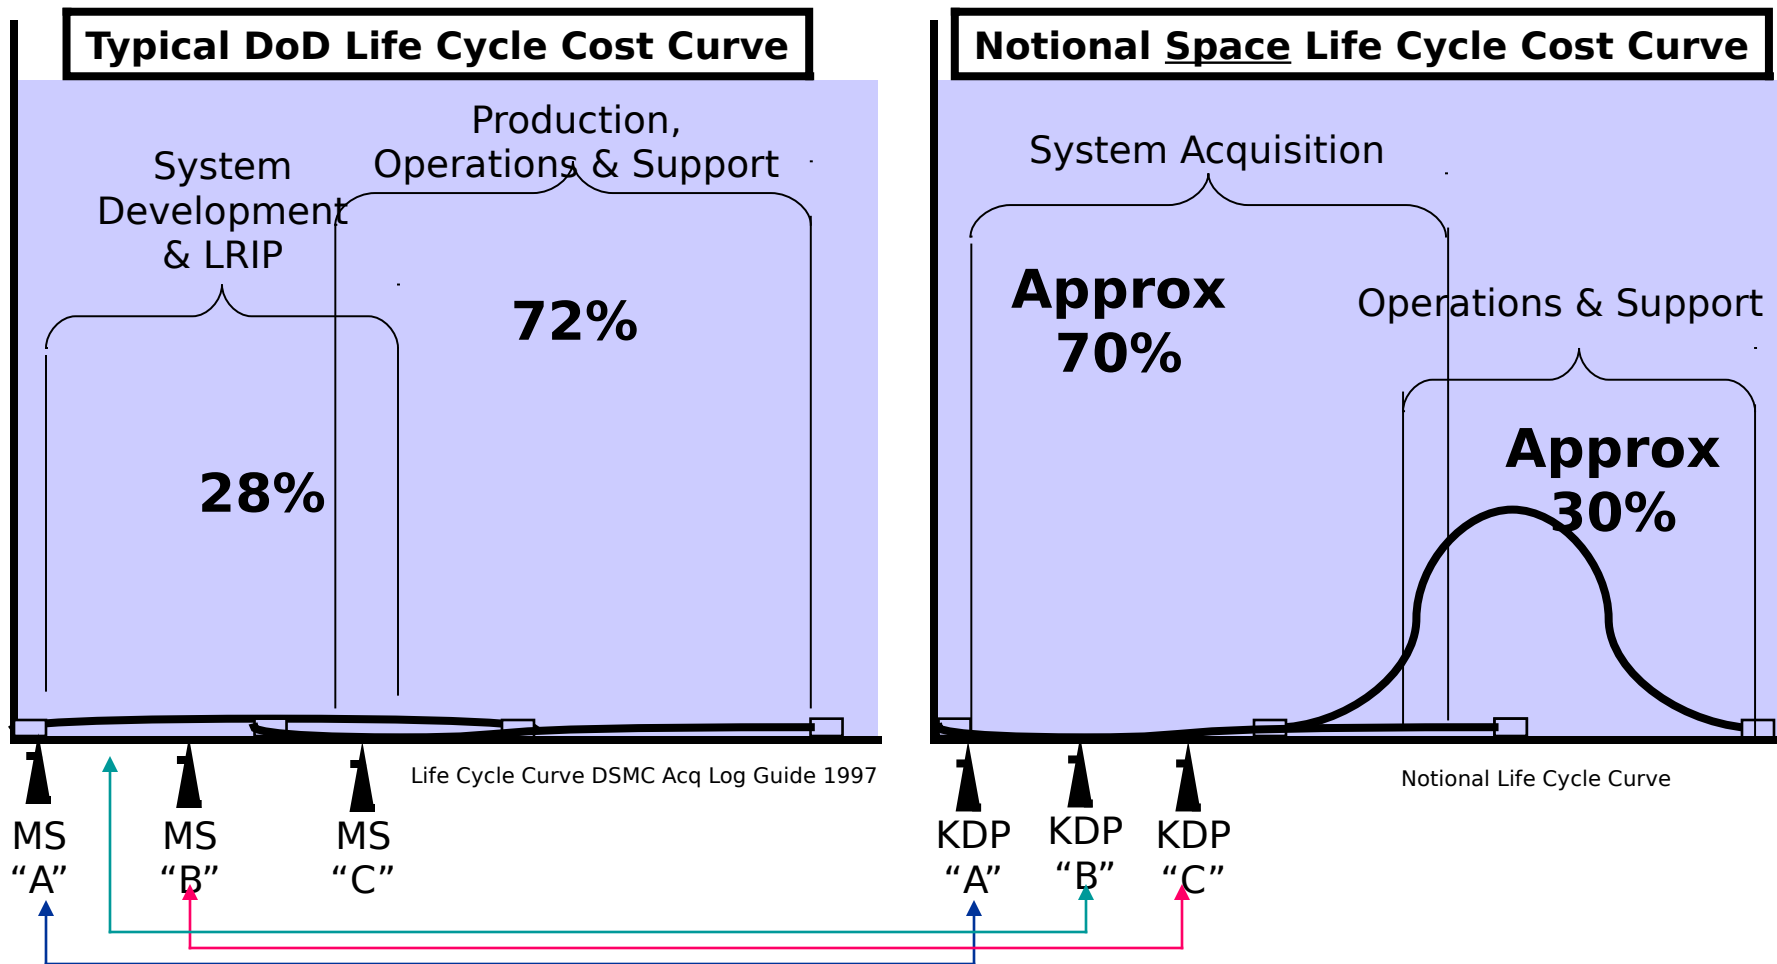 Typical DoD Life Cycle Cost Curve
Production,
Operations & Support
System
Development
& LRIP
72%
28%
Life Cycle Curve DSMC Acq Log Guide 1997
MS
“A”
MS
“B”
MS
“C”
Notional Space Life Cycle Cost Curve
System Acquisition
Approx
70%
Operations & Support
Approx
30%
Notional Life Cycle Curve
KDP
“A”
KDP
“B”
KDP
“C”